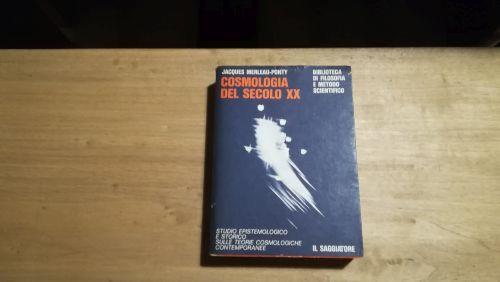 JACQUES MERLEAU-PONTY
COSMOLOGIA
DEL SECOLO XX
BIBLIOTECA
DI FILOSOFIA
E METODO
SCIENTIFICO
STUDIO EPISTEMOLOGICO
E STORICO
SULLE TEORIE COSMOLOGICHE
CONTEMPORANEE
IL SAGGIATORE